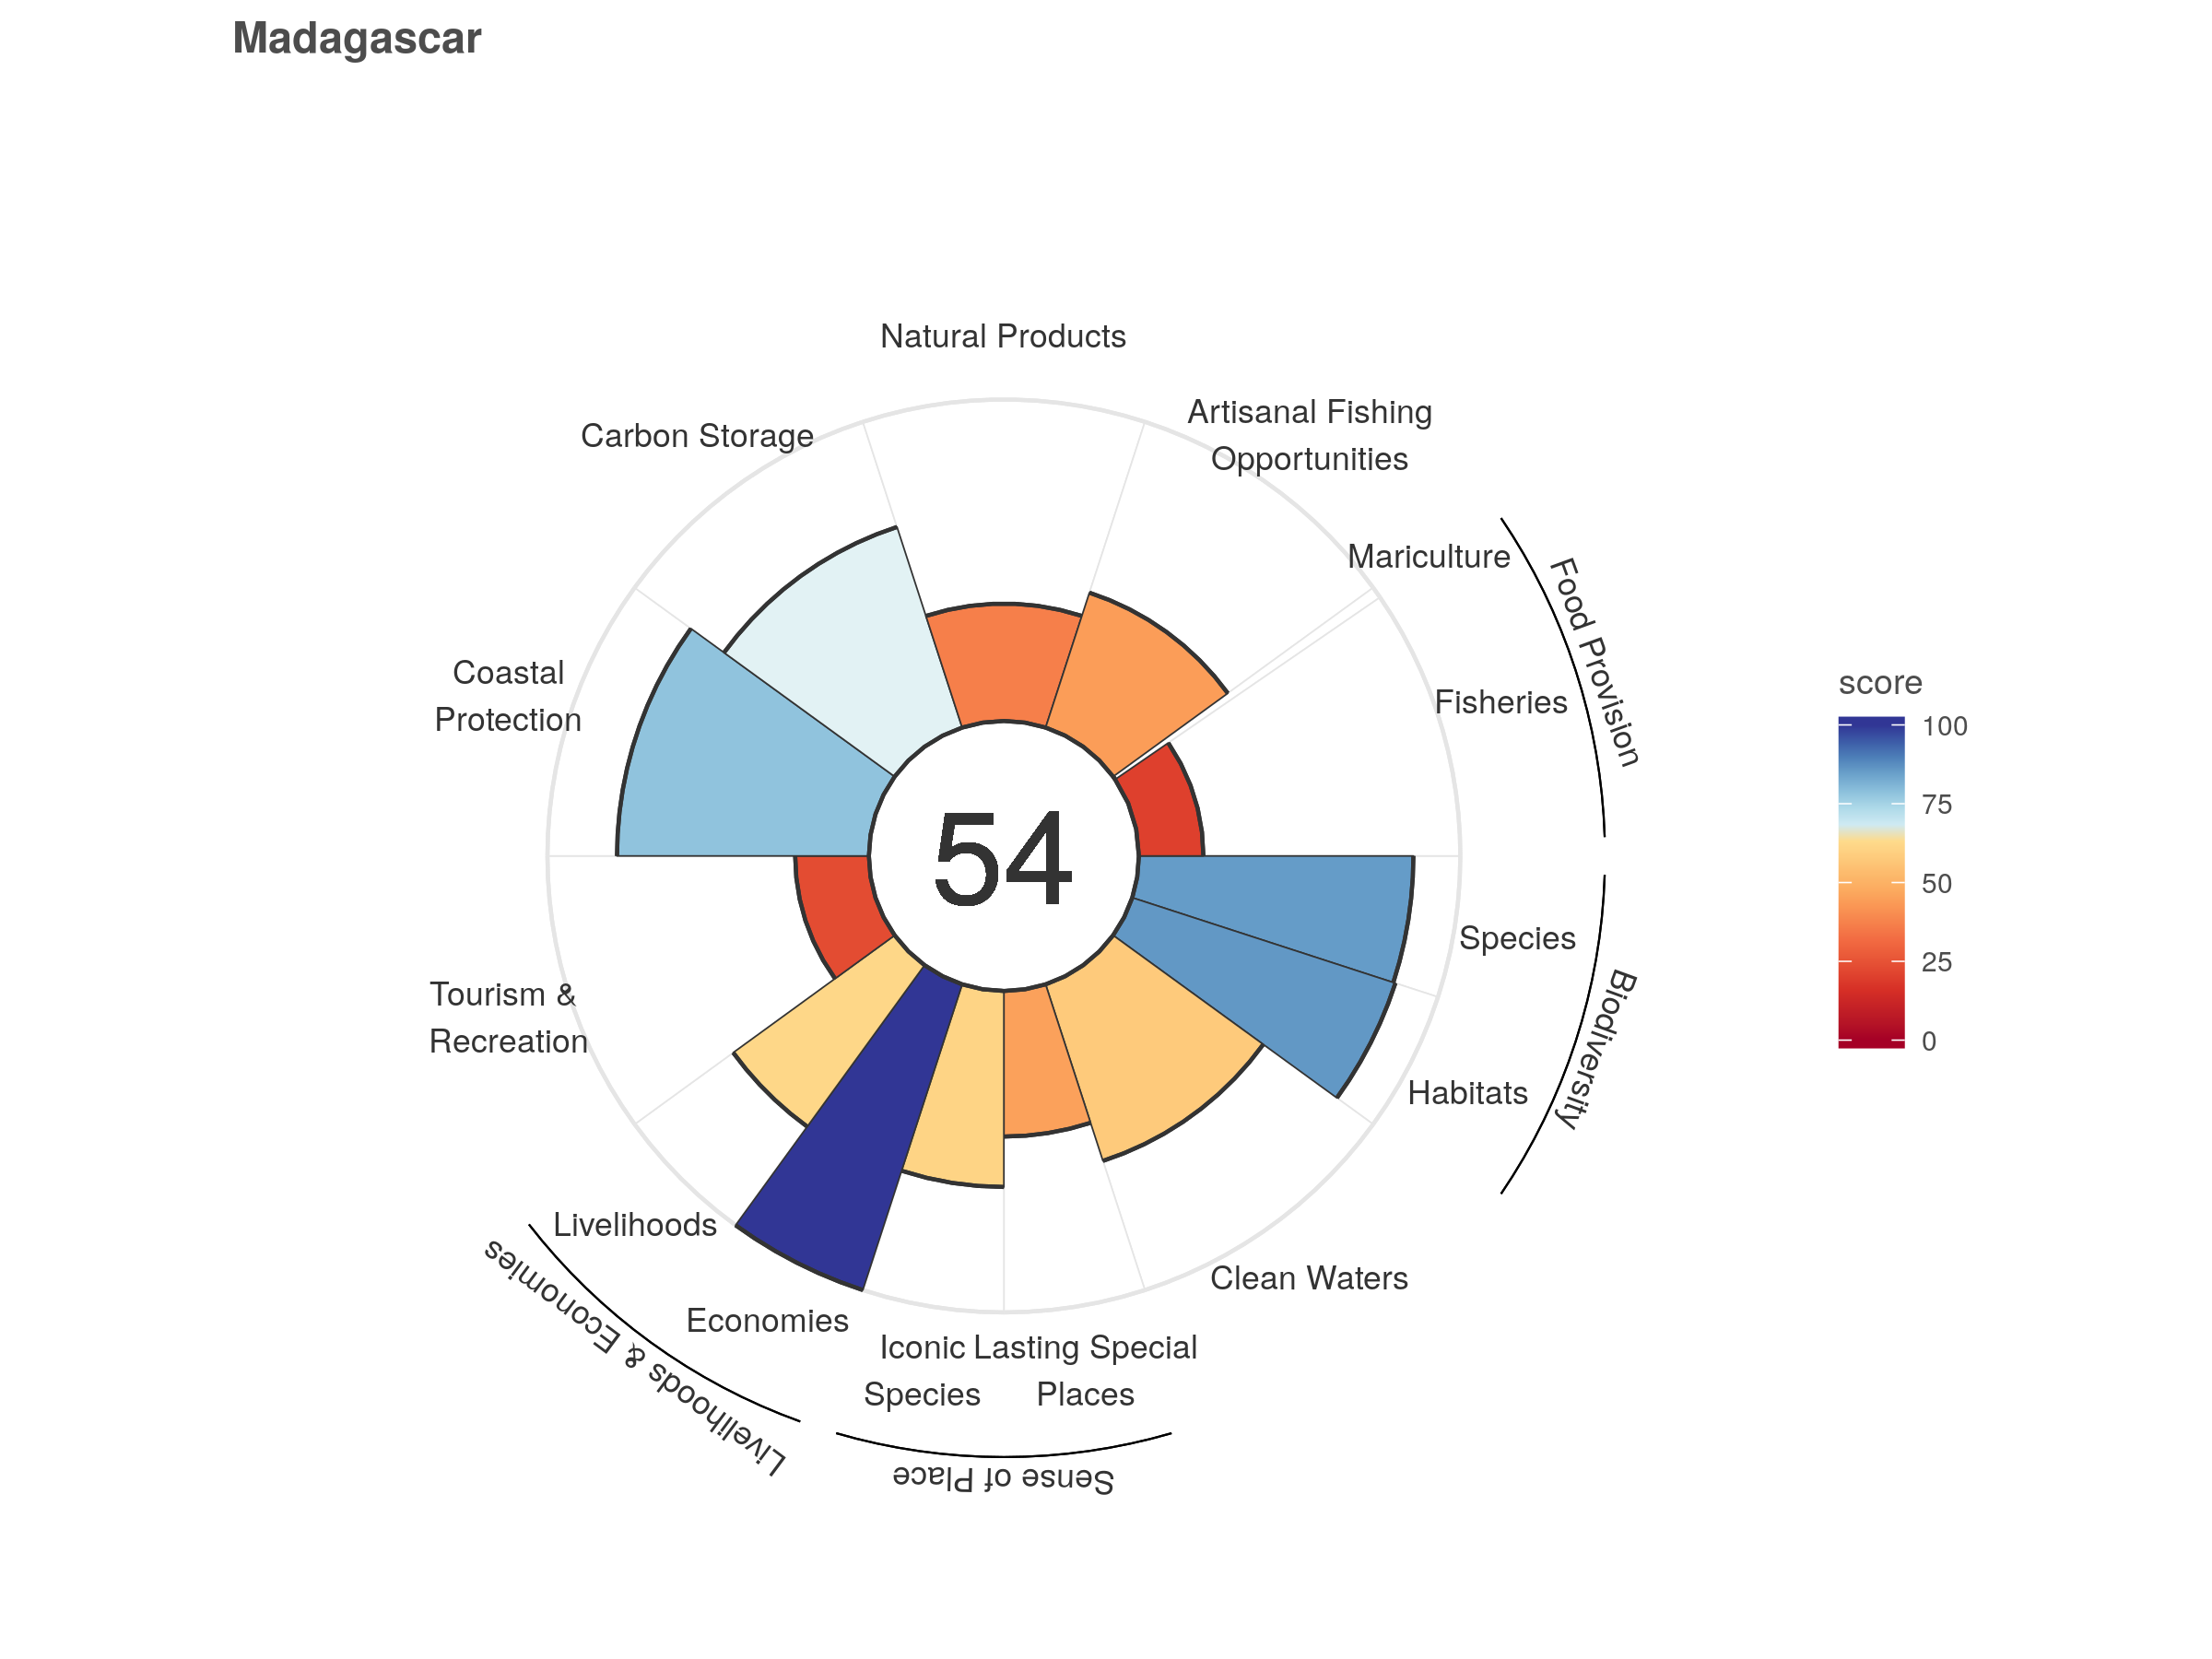 Madagascar
Natural Products
Artisanal Fishing
Opportunities
Carbon Storage
Mariculture
Food Provision
Coastal
Protection
Fisheries
score
100
75
50
25
0
54
Species
Biodiversity
Tourism &
Recreation
Habitats
Livelihoods
Clean Waters
Economies
Livelihoods & Economies
Iconic
Species
Lasting Special
Places
Sense of Place